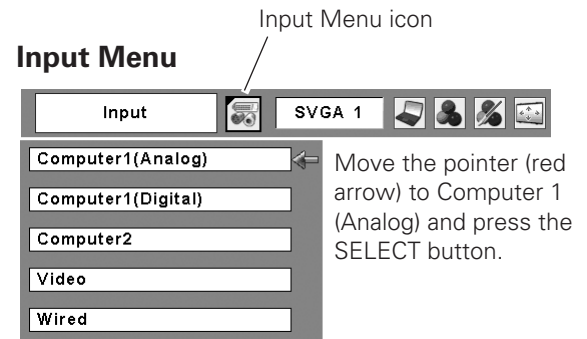 Input Menu icon
Input Menu
Input
SVGA 1
Computer1(Analog)
Move the pointer (red
arrow) to Computer 1
(Analog) and press the
SELECT button.
Computer1(Digital)
Computer2
Video
Wired